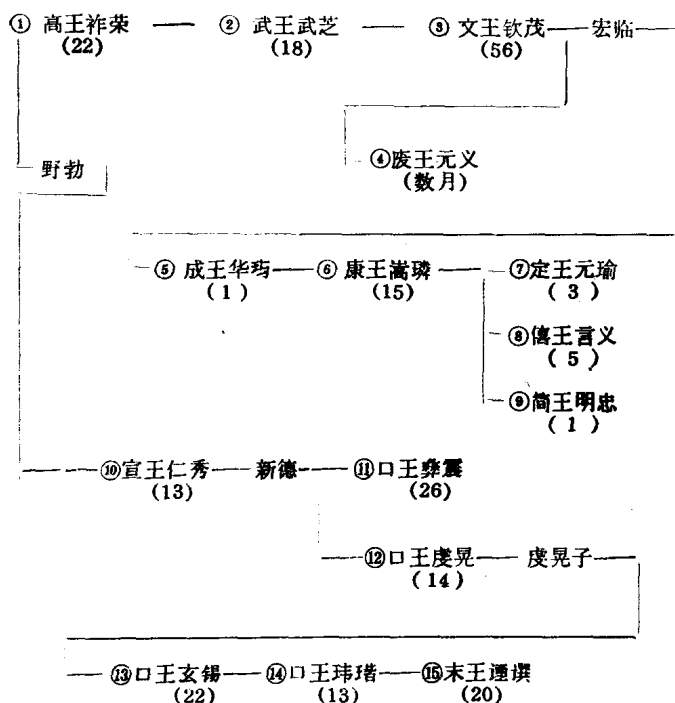 ① 高王祚荣 ② 武王武芝 ③ 文王钦茂 宏临
(22) (18) (56)
野勃 ④废王元义
(数月)
⑤ 成王华玙 ⑥ 康王嵩璘 ⑦定王元瑜
(1) (15) (3)
⑧僖王言义
(5)
⑨简王明忠
(1)
⑩宣王仁秀 新德 ⑪口王彝震
(13) (26)
⑫口王虔晃 虔晃子
(14)
⑬口王玄锡 ⑭口王玮瑎 ⑮末王諲譔
(22) (13) (20)